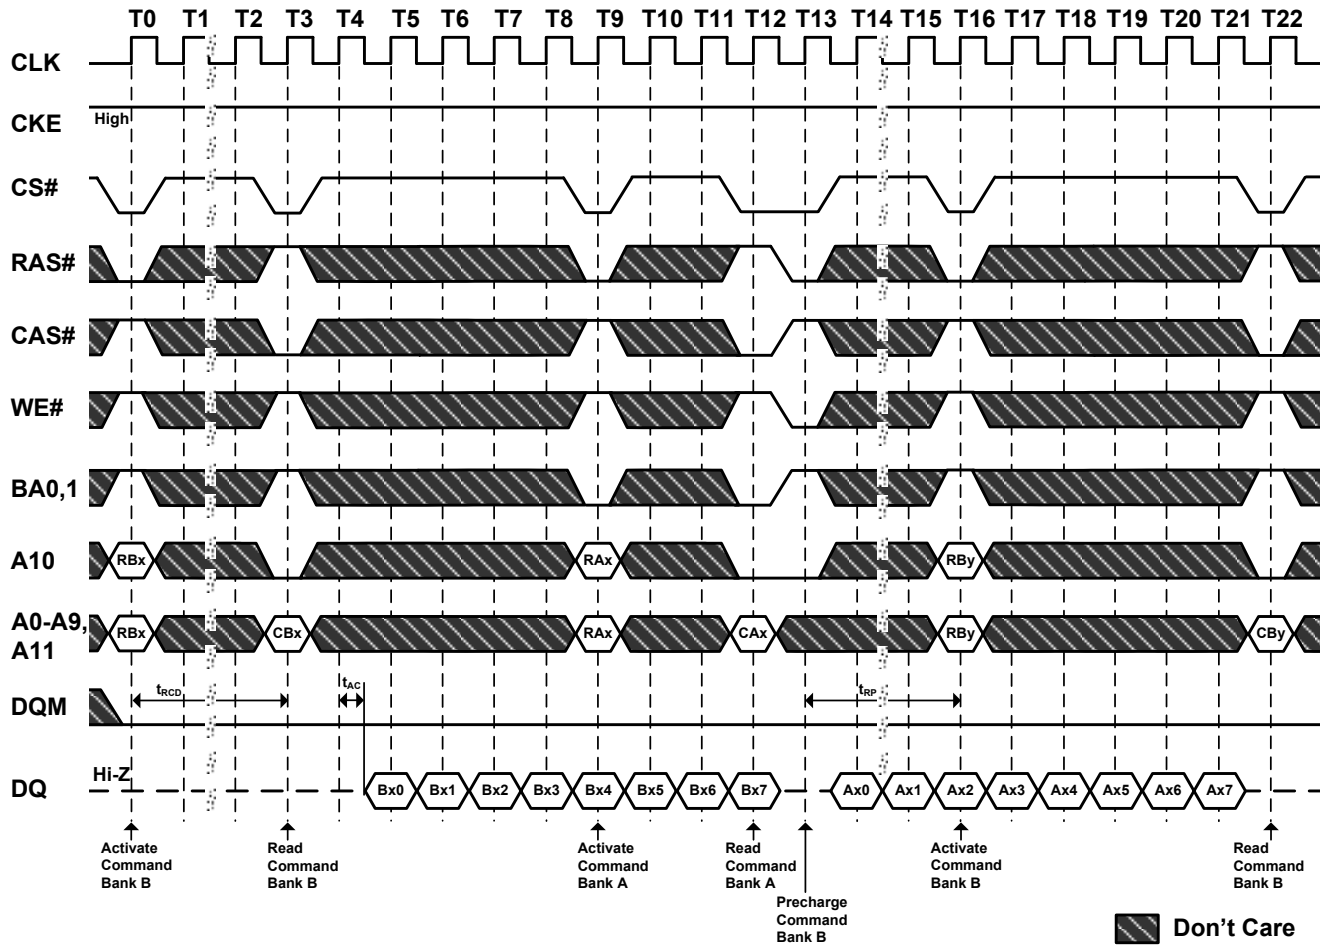 T0 T1 T2 T3 T4 T5 T6 T7 T8 T9 T10 T11 T12 T13 T14 T15 T16 T17 T18 T19 T20 T21 T22
CLK
CKE High
CS#
RAS#
CAS#
WE#
BA0,1
A10 RBx RAx RBy
A0-A9, RBx CBx RAx CAx RBy CBy
A11
tRCD tAC tRP
DQM
Hi-Z
DQ Bx0 Bx1 Bx2 Bx3 Bx4 Bx5 Bx6 Bx7 Ax0 Ax1 Ax2 Ax3 Ax4 Ax5 Ax6 Ax7
Activate
Command
Bank B
Read
Command
Bank B
Activate
Command
Bank A
Read
Command
Bank A
Precharge
Command
Bank B
Activate
Command
Bank B
Read
Command
Bank B
Don't Care